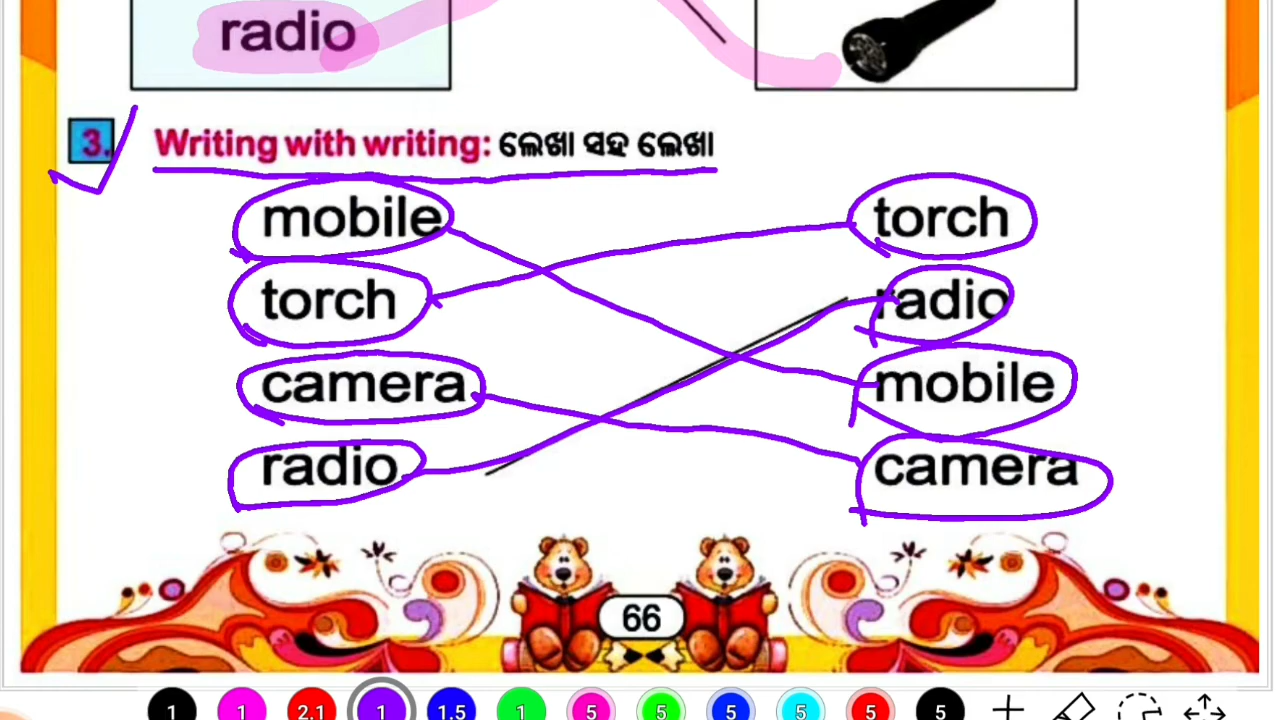 radio
3. Writing with writing: ଲେଖା ସହ ଲେଖା
mobile torch
torch radio
camera mobile
radio camera
66
1 1 2.1 1 1.5 1 5 5 5 5 5 5